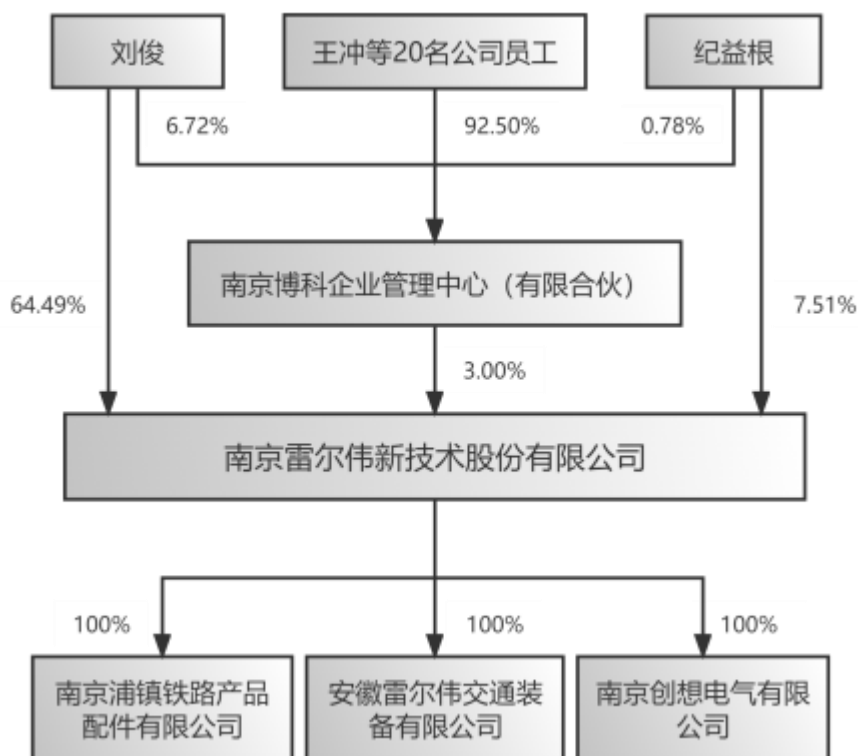 刘俊
王冲等20名公司员工
纪益根
6.72%
92.50%
0.78%
南京博科企业管理中心（有限合伙）
64.49%
7.51%
3.00%
南京雷尔伟新技术股份有限公司
100%
100%
100%
南京浦镇铁路产品
配件有限公司
安徽雷尔伟交通装
备有限公司
南京创想电气有限
公司